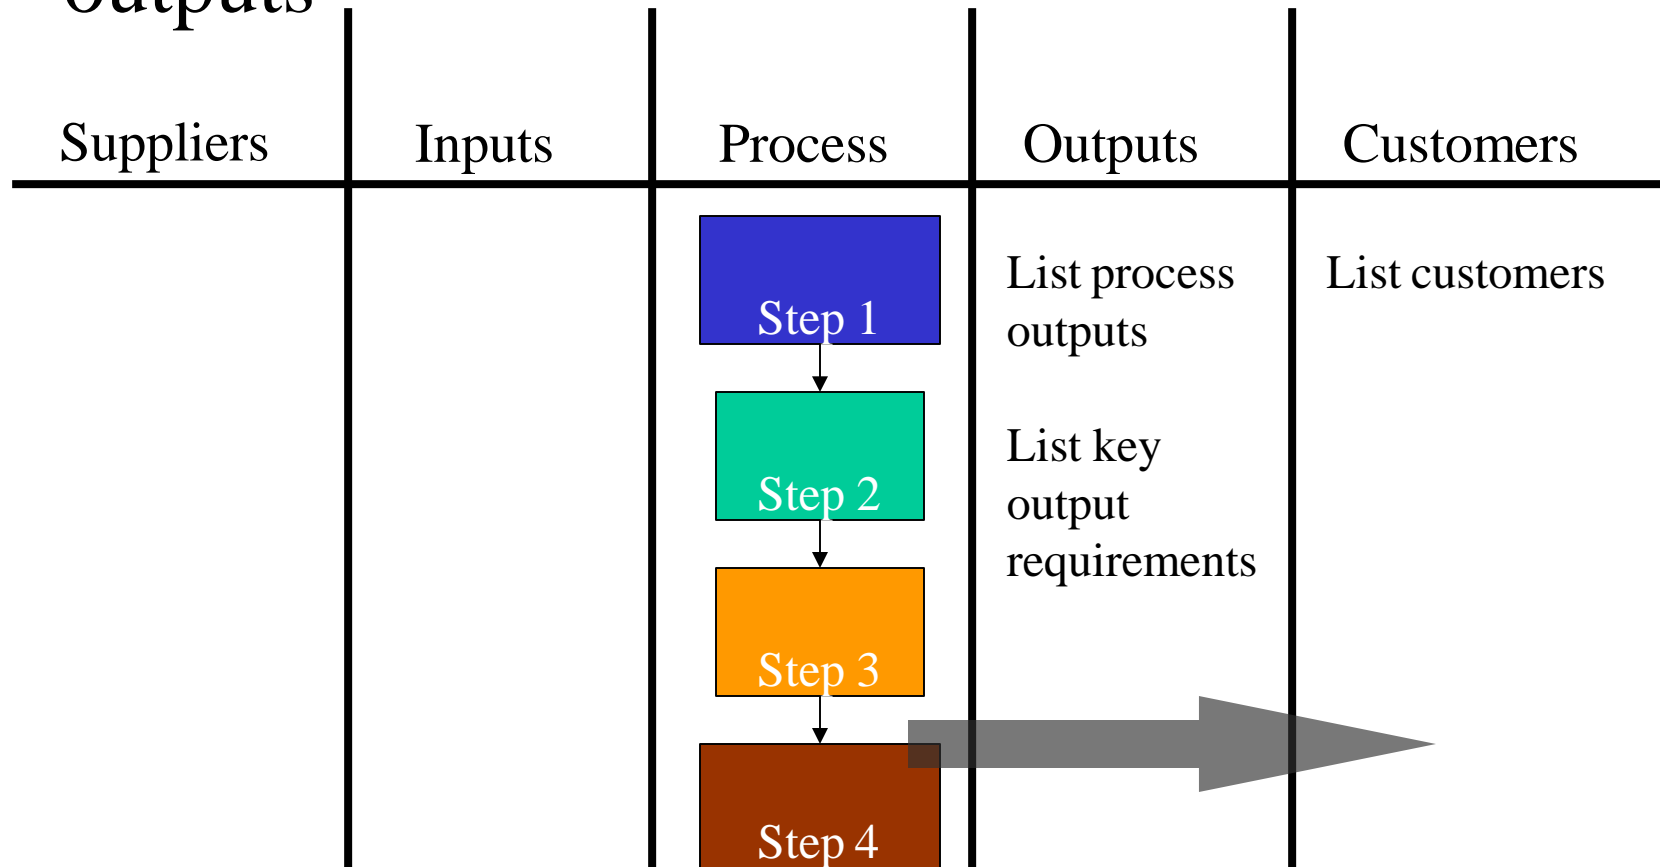 outputs
Suppliers
Inputs
Process
Outputs
Customers
Step 1
Step 2
Step 3
Step 4
List process
outputs
List key
output
requirements
List customers